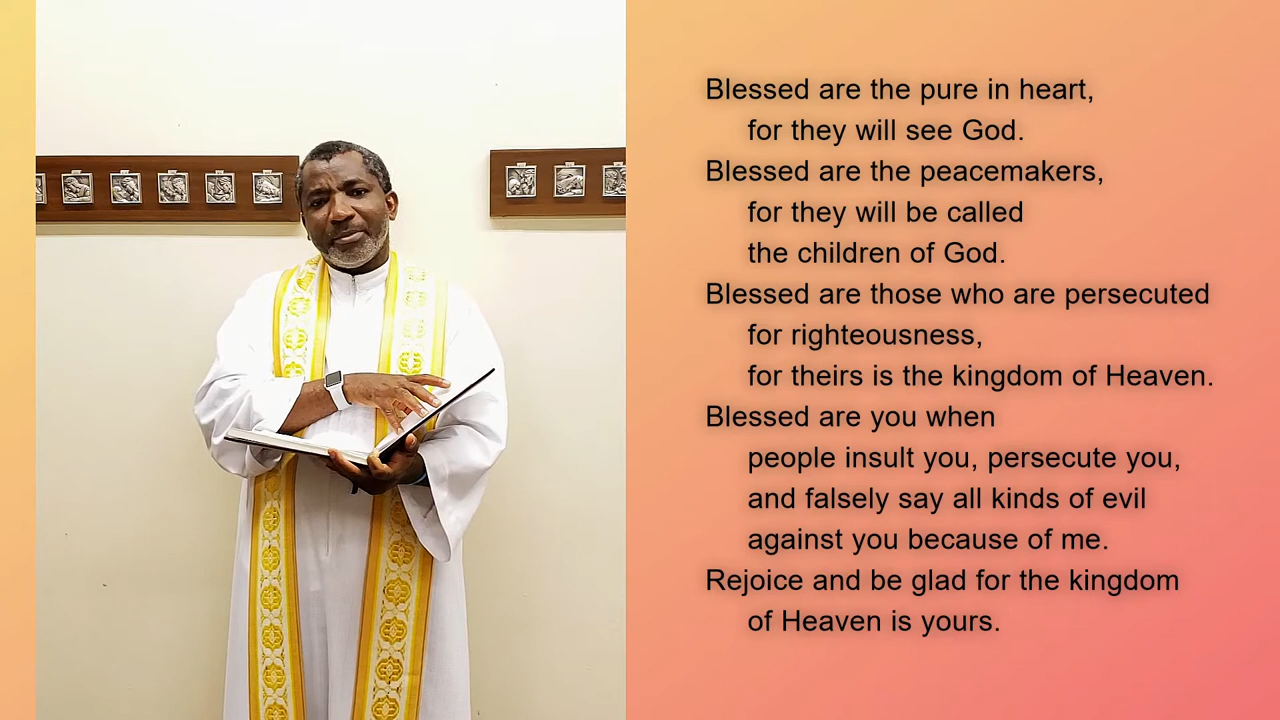 Blessed are the pure in heart,
for they will see God.
Blessed are the peacemakers,
for they will be called
the children of God.
Blessed are those who are persecuted
for righteousness,
for theirs is the kingdom of Heaven.
Blessed are you when
people insult you, persecute you,
and falsely say all kinds of evil
against you because of me.
Rejoice and be glad for the kingdom
of Heaven is yours.